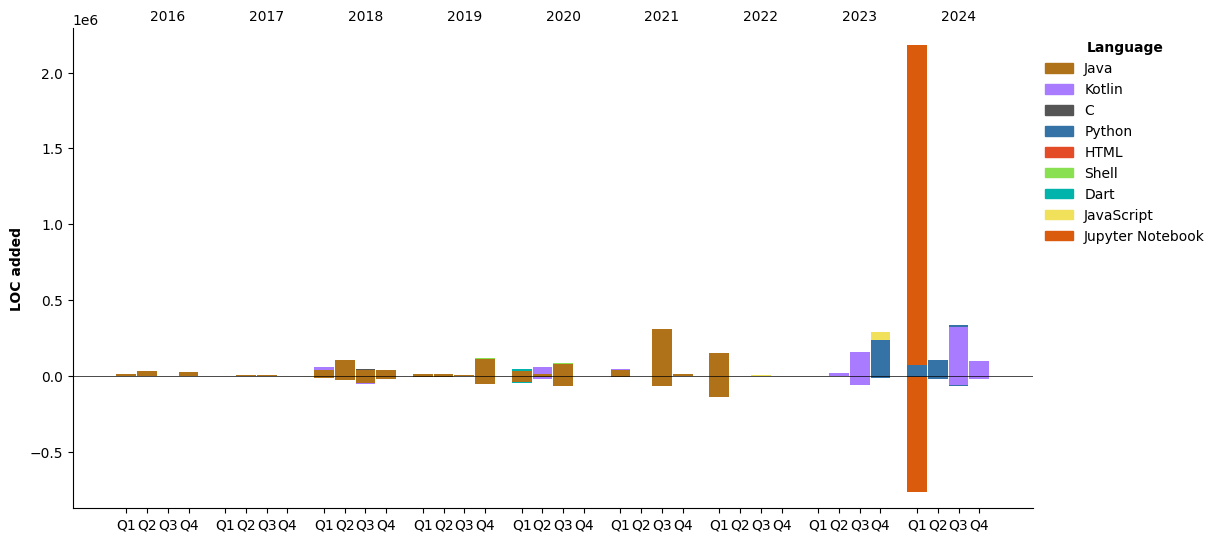 1e6
2016 2017 2018 2019 2020 2021 2022 2023 2024
2.0
1.5
1.0
0.5
0.0
−0.5
LOC added
Q1 Q2 Q3 Q4 Q1 Q2 Q3 Q4 Q1 Q2 Q3 Q4 Q1 Q2 Q3 Q4 Q1 Q2 Q3 Q4 Q1 Q2 Q3 Q4 Q1 Q2 Q3 Q4 Q1 Q2 Q3 Q4 Q1 Q2 Q3 Q4
Language
Java
Kotlin
C
Python
HTML
Shell
Dart
JavaScript
Jupyter Notebook